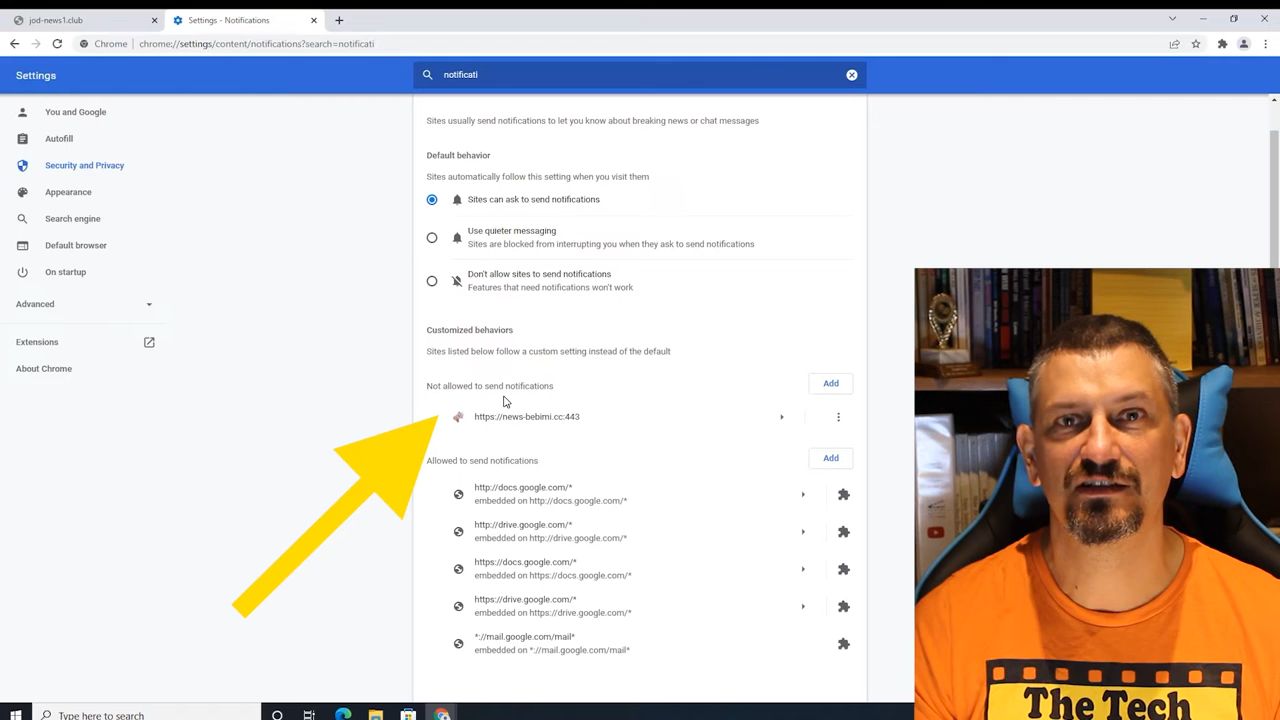 jod-news1.club
Settings - Notifications
Chrome
chrome://settings/content/notifications?search=notificati
Settings
notificati
You and Google
Autofill
Security and Privacy
Appearance
Search engine
Default browser
On startup
Advanced
Extensions
About Chrome
Sites usually send notifications to let you know about breaking news or chat messages
Default behavior
Sites automatically follow this setting when you visit them
Sites can ask to send notifications
Use quieter messaging
Sites are blocked from interrupting you when they ask to send notifications
Don't allow sites to send notifications
Features that need notifications won't work
Customized behaviors
Sites listed below follow a custom setting instead of the default
Not allowed to send notifications
Add
https://news-bebimi.cc:443
Allowed to send notifications
Add
http://docs.google.com/*
embedded on http://docs.google.com/*
http://drive.google.com/*
embedded on http://drive.google.com/*
https://docs.google.com/*
embedded on https://docs.google.com/*
https://drive.google.com/*
embedded on https://drive.google.com/*
*://mail.google.com/mail*
embedded on *://mail.google.com/mail*
The Tech
Type here to search